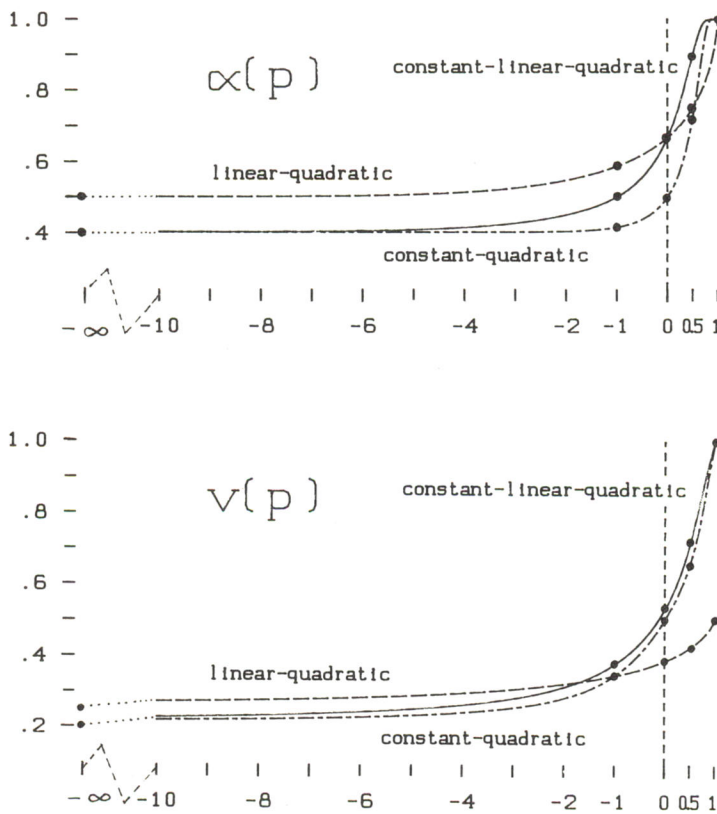 1.0
α(p)
constant-linear-quadratic
.8
.6
linear-quadratic
.4
constant-quadratic
-∞ -10 -8 -6 -4 -2 -1 0 0.5 1
1.0
v(p)
constant-linear-quadratic
.8
.6
.4
linear-quadratic
.2
constant-quadratic
-∞ -10 -8 -6 -4 -2 -1 0 0.5 1